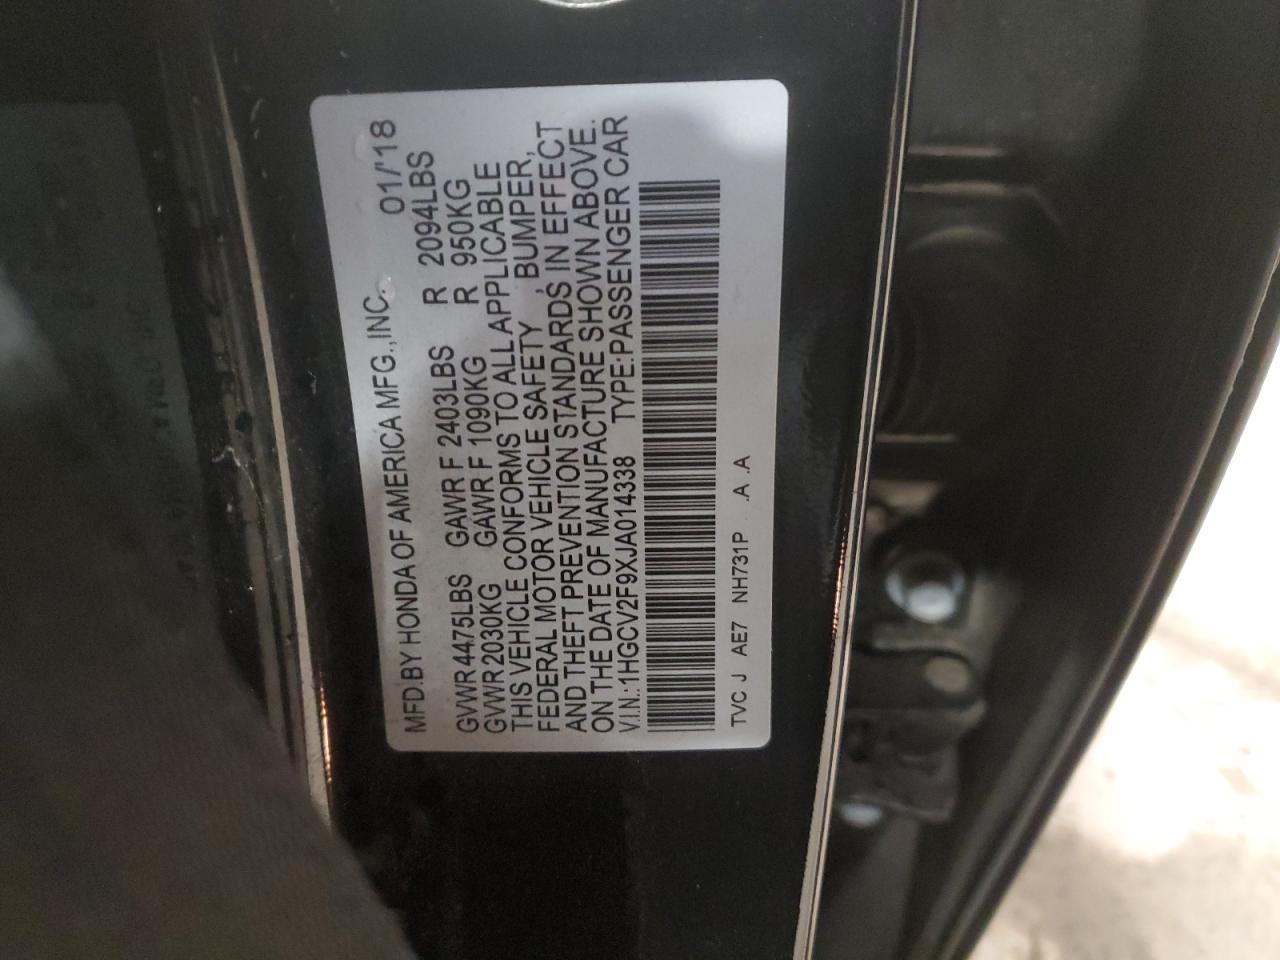 MFD.BY HONDA OF AMERICA MFG.,INC. 01/'18
GVWR 4475LBS GAWR F 2403LBS R 2094LBS
GVWR 2030KG GAWR F 1090KG R 950KG
THIS VEHICLE CONFORMS TO ALL APPLICABLE
FEDERAL MOTOR VEHICLE SAFETY , BUMPER,
AND THEFT PREVENTION STANDARDS IN EFFECT
ON THE DATE OF MANUFACTURE SHOWN ABOVE.
V.I.N.:1HGCV2F9XJA014338 TYPE:PASSENGER CAR
TVC J AE7 NH731P .A .A